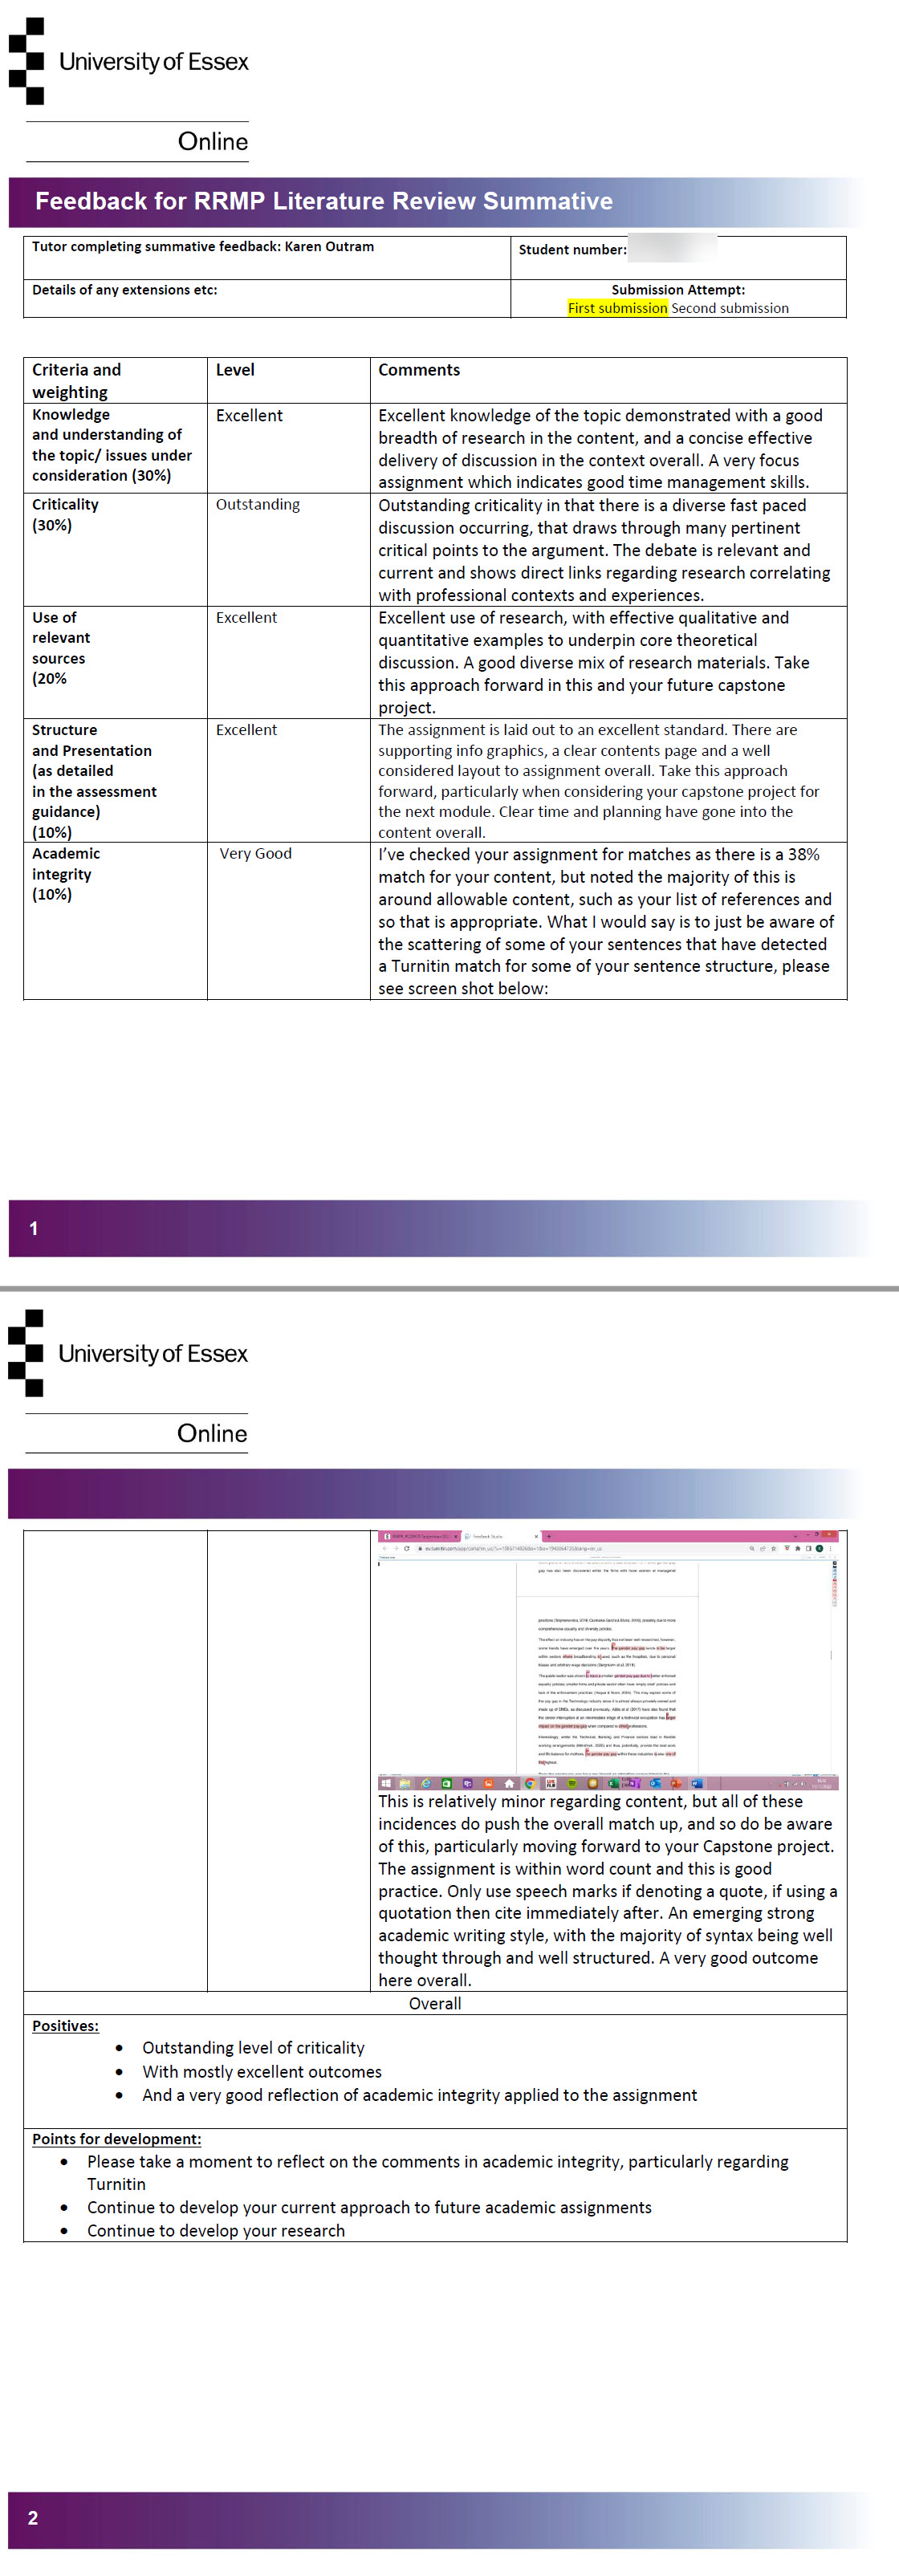 University of Essex
Online
Feedback for RRMP Literature Review Summative
Tutor completing summative feedback: Karen Outram
Student number:
Details of any extensions etc:
Submission Attempt:
First submission Second submission
Criteria and
weighting
Level
Comments
Knowledge
and understanding of
the topic/ issues under
consideration (30%)
Excellent
Excellent knowledge of the topic demonstrated with a good
breadth of research in the content, and a concise effective
delivery of discussion in the context overall. A very focus
assignment which indicates good time management skills.
Criticality
(30%)
Outstanding
Outstanding criticality in that there is a diverse fast paced
discussion occurring, that draws through many pertinent
critical points to the argument. The debate is relevant and
current and shows direct links regarding research correlating
with professional contexts and experiences.
Use of
relevant
sources
(20%
Excellent
Excellent use of research, with effective qualitative and
quantitative examples to underpin core theoretical
discussion. A good diverse mix of research materials. Take
this approach forward in this and your future capstone
project.
Structure
and Presentation
(as detailed
in the assessment
guidance)
(10%)
Excellent
The assignment is laid out to an excellent standard. There are
supporting info graphics, a clear contents page and a well
considered layout to assignment overall. Take this approach
forward, particularly when considering your capstone project for
the next module. Clear time and planning have gone into the
content overall.
Academic
integrity
(10%)
Very Good
I've checked your assignment for matches as there is a 38%
match for your content, but noted the majority of this is
around allowable content, such as your list of references and
so that is appropriate. What I would say is to just be aware of
the scattering of some of your sentences that have detected
a Turnitin match for some of your sentence structure, please
see screen shot below:
1
University of Essex
Online
comprehensive equality and diversity policies.
This is relatively minor regarding content, but all of these
incidences do push the overall match up, and so do be aware
of this, particularly moving forward to your Capstone project.
The assignment is within word count and this is good
practice. Only use speech marks if denoting a quote, if using a
quotation then cite immediately after. An emerging strong
academic writing style, with the majority of syntax being well
thought through and well structured. A very good outcome
here overall.
Overall
Positives:
• Outstanding level of criticality
• With mostly excellent outcomes
• And a very good reflection of academic integrity applied to the assignment
Points for development:
• Please take a moment to reflect on the comments in academic integrity, particularly regarding
Turnitin
• Continue to develop your current approach to future academic assignments
• Continue to develop your research
2